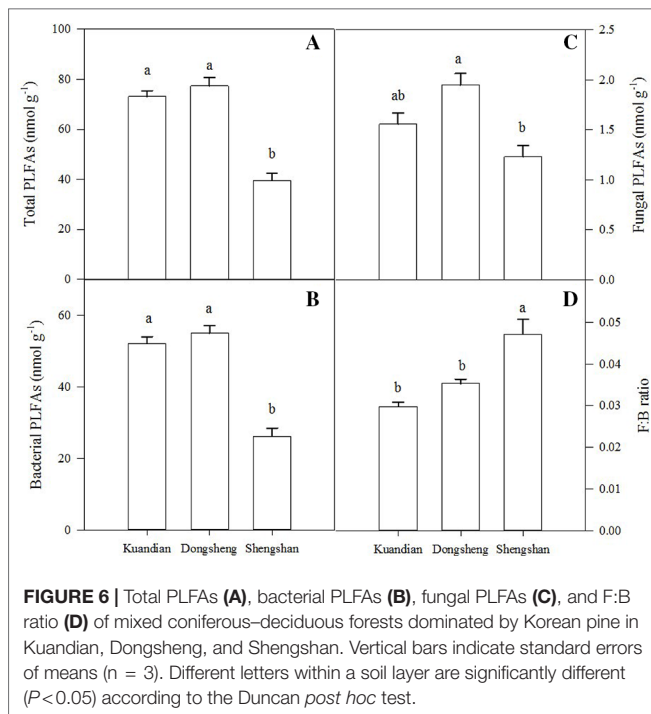 A
Total PLFAs (nmol g-1)
100
80
60
40
20
0
a
a
b
C
Fungal PLFAs (nmol g-1)
2.5
2.0
1.5
1.0
0.5
0.0
ab
a
b
B
Bacterial PLFAs (nmol g-1)
60
40
20
0
a
a
b
Kuandian Dongsheng Shengshan
D
F:B ratio
0.05
0.04
0.03
0.02
0.01
0.00
b
b
a
Kuandian Dongsheng Shengshan
FIGURE 6 | Total PLFAs (A), bacterial PLFAs (B), fungal PLFAs (C), and F:B
ratio (D) of mixed coniferous–deciduous forests dominated by Korean pine in
Kuandian, Dongsheng, and Shengshan. Vertical bars indicate standard errors
of means (n = 3). Different letters within a soil layer are significantly different
(P<0.05) according to the Duncan post hoc test.